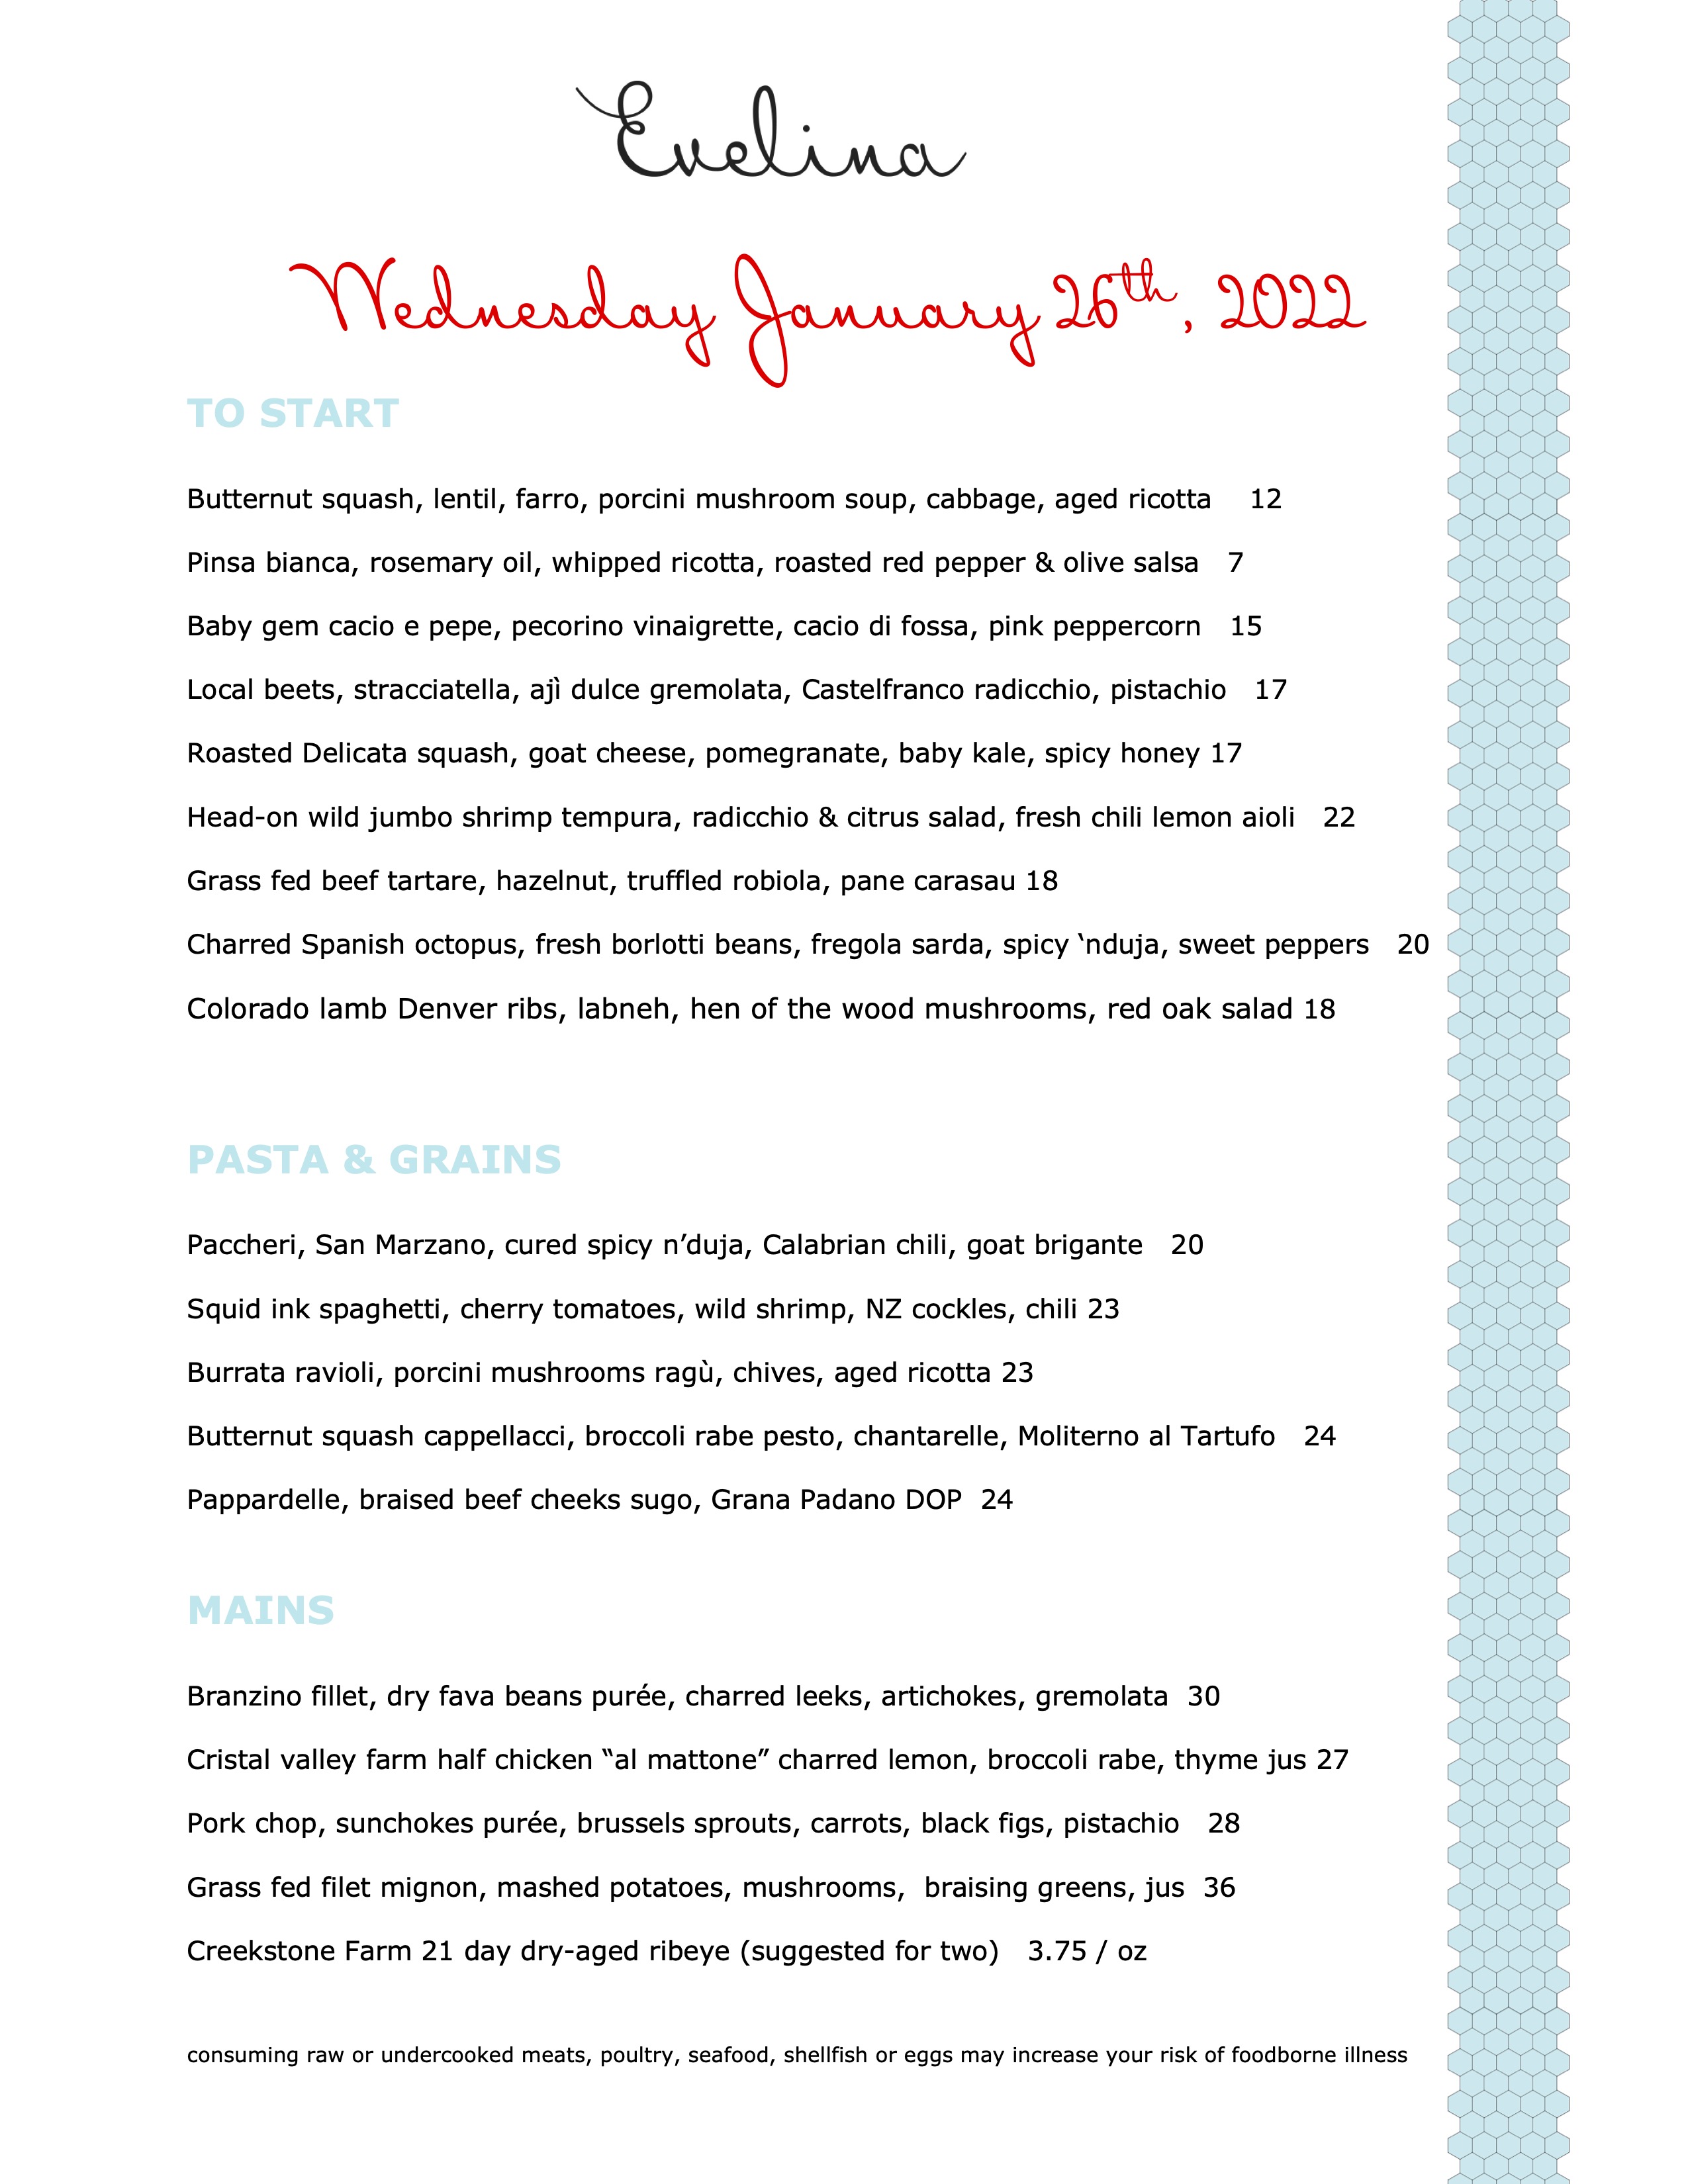 Evelina
Wednesday January 26th, 2022
TO START
Butternut squash, lentil, farro, porcini mushroom soup, cabbage, aged ricotta 12
Pinsa bianca, rosemary oil, whipped ricotta, roasted red pepper & olive salsa 7
Baby gem cacio e pepe, pecorino vinaigrette, cacio di fossa, pink peppercorn 15
Local beets, stracciatella, ajì dulce gremolata, Castelfranco radicchio, pistachio 17
Roasted Delicata squash, goat cheese, pomegranate, baby kale, spicy honey 17
Head-on wild jumbo shrimp tempura, radicchio & citrus salad, fresh chili lemon aioli 22
Grass fed beef tartare, hazelnut, truffled robiola, pane carasau 18
Charred Spanish octopus, fresh borlotti beans, fregola sarda, spicy ‘nduja, sweet peppers 20
Colorado lamb Denver ribs, labneh, hen of the wood mushrooms, red oak salad 18
PASTA & GRAINS
Paccheri, San Marzano, cured spicy n’duja, Calabrian chili, goat brigante 20
Squid ink spaghetti, cherry tomatoes, wild shrimp, NZ cockles, chili 23
Burrata ravioli, porcini mushrooms ragù, chives, aged ricotta 23
Butternut squash cappellacci, broccoli rabe pesto, chantarelle, Moliterno al Tartufo 24
Pappardelle, braised beef cheeks sugo, Grana Padano DOP 24
MAINS
Branzino fillet, dry fava beans purée, charred leeks, artichokes, gremolata 30
Cristal valley farm half chicken “al mattone” charred lemon, broccoli rabe, thyme jus 27
Pork chop, sunchokes purée, brussels sprouts, carrots, black figs, pistachio 28
Grass fed filet mignon, mashed potatoes, mushrooms, braising greens, jus 36
Creekstone Farm 21 day dry-aged ribeye (suggested for two) 3.75 / oz
consuming raw or undercooked meats, poultry, seafood, shellfish or eggs may increase your risk of foodborne illness